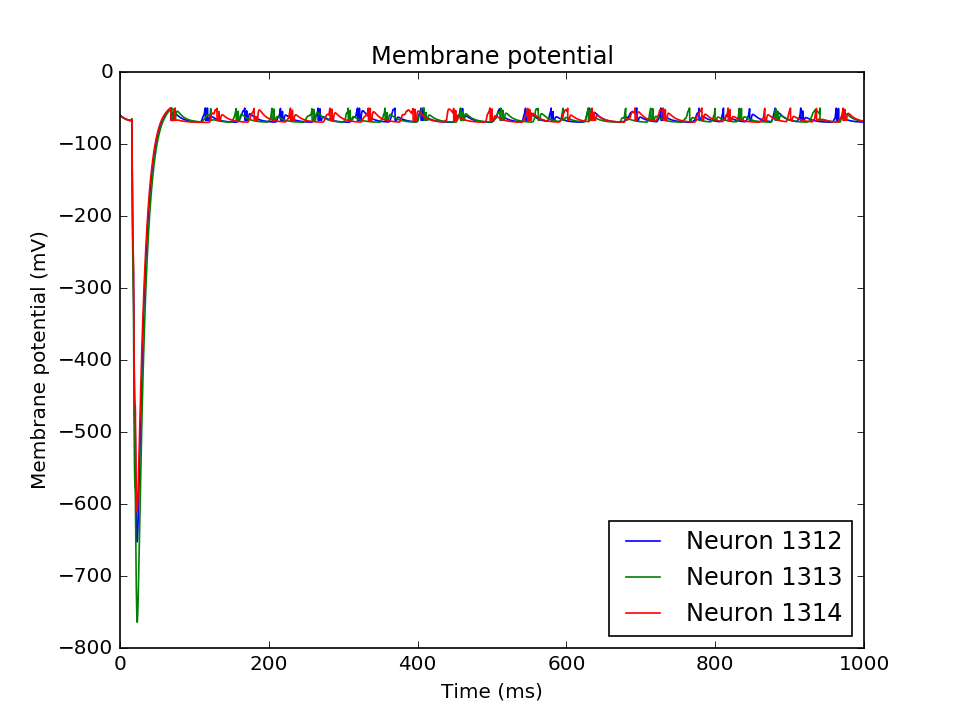 Membrane potential
Membrane potential (mV)
0
−100
−200
−300
−400
−500
−600
−700
−800
Neuron 1312
Neuron 1313
Neuron 1314
0 200 400 600 800 1000
Time (ms)